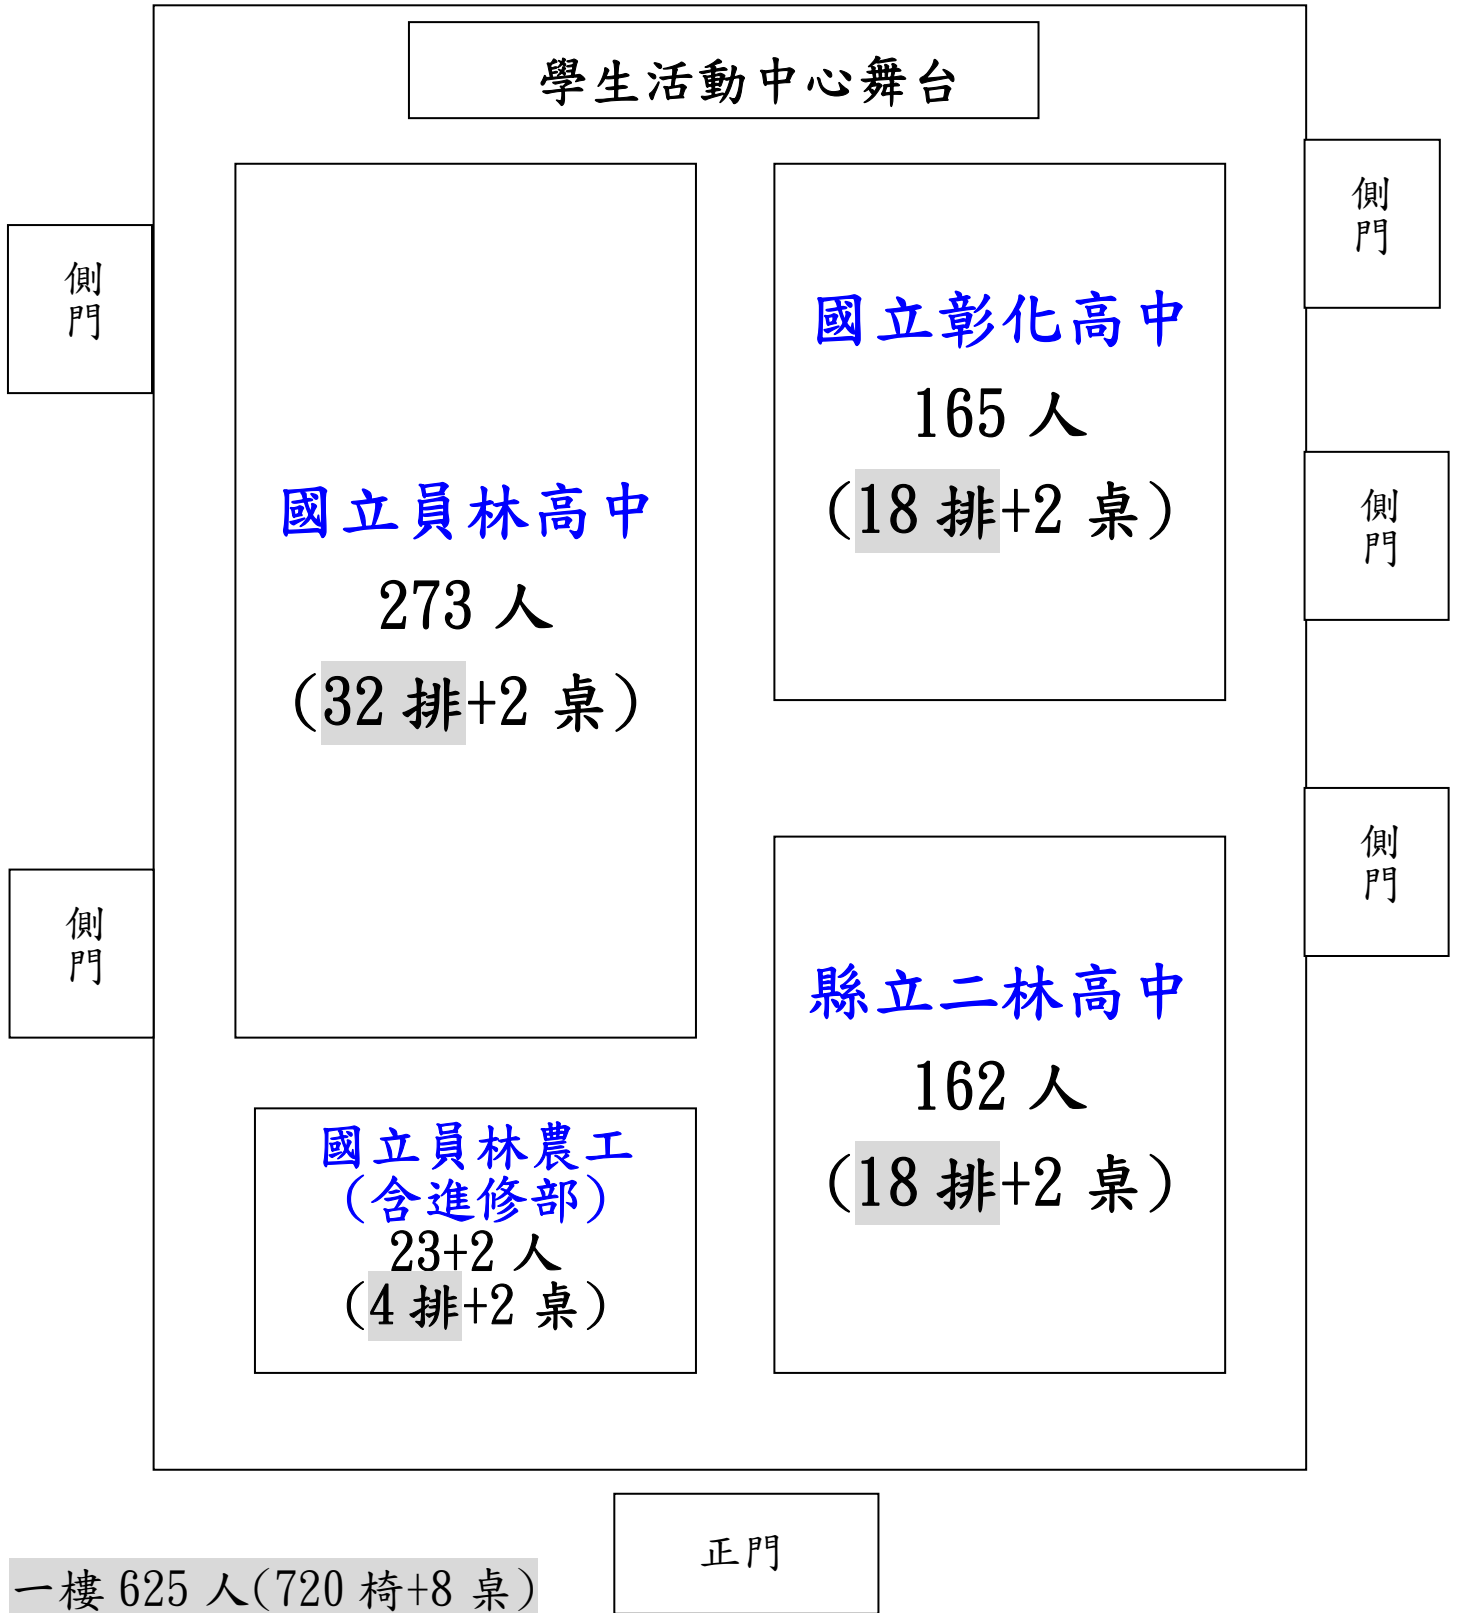 學生活動中心舞台
側
門
側
門
國立員林高中
273 人
(32 排+2 桌)
國立彰化高中
165 人
(18 排+2 桌)
側
門
側
門
側
門
國立員林農工
(含進修部)
23+2 人
(4 排+2 桌)
縣立二林高中
162 人
(18 排+2 桌)
正門
一樓 625 人(720 椅+8 桌)